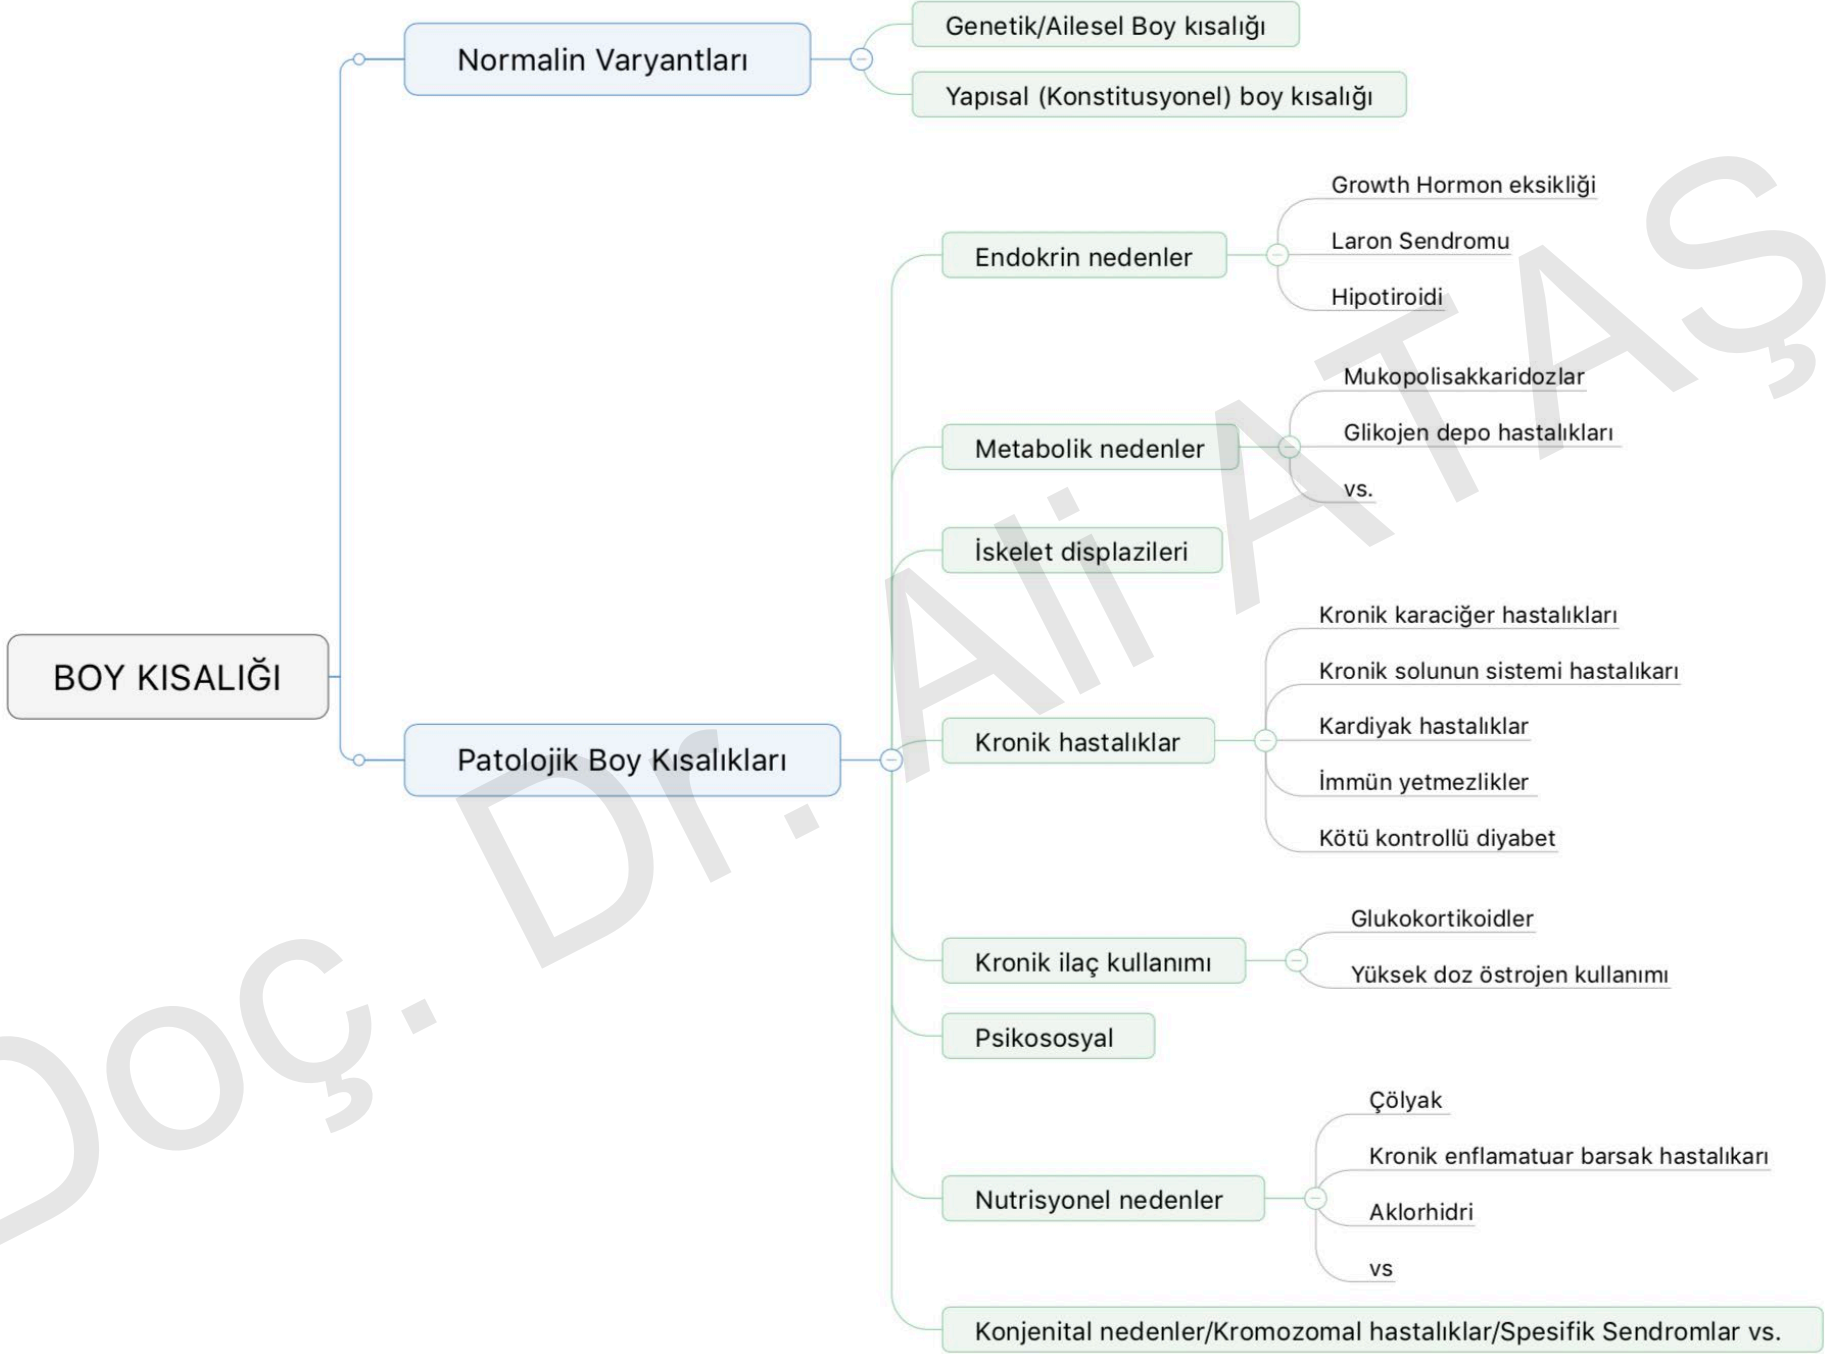 BOY KISALIĞI
Normalin Varyantları
Genetik/Ailesel Boy kısalığı
Yapısal (Konstitusyonel) boy kısalığı
Patolojik Boy Kısalıkları
Endokrin nedenler
Growth Hormon eksikliği
Laron Sendromu
Hipotiroidi
Metabolik nedenler
Mukopolisakkaridozlar
Glikojen depo hastalıkları
vs.
İskelet displazileri
Kronik hastalıklar
Kronik karaciğer hastalıkları
Kronik solunun sistemi hastalıkarı
Kardiyak hastalıklar
İmmün yetmezlikler
Kötü kontrollü diyabet
Kronik ilaç kullanımı
Glukokortikoidler
Yüksek doz östrojen kullanımı
Psikososyal
Nutrisyonel nedenler
Çölyak
Kronik enflamatuar barsak hastalıkarı
Aklorhidri
vs
Konjenital nedenler/Kromozomal hastalıklar/Spesifik Sendromlar vs.
Doç. Dr. Ali ATAŞ